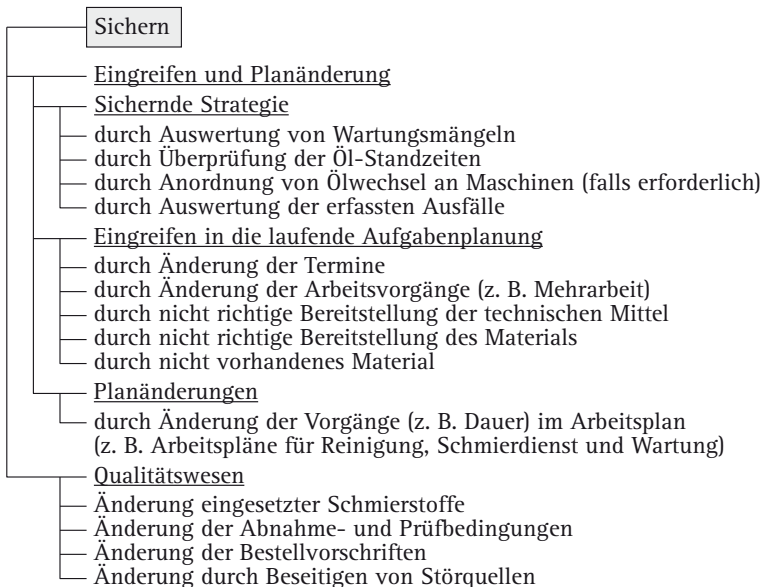 Sichern
Eingreifen und Planänderung
Sichernde Strategie
durch Auswertung von Wartungsmängeln
durch Überprüfung der Öl-Standzeiten
durch Anordnung von Ölwechsel an Maschinen (falls erforderlich)
durch Auswertung der erfassten Ausfälle
Eingreifen in die laufende Aufgabenplanung
durch Änderung der Termine
durch Änderung der Arbeitsvorgänge (z. B. Mehrarbeit)
durch nicht richtige Bereitstellung der technischen Mittel
durch nicht richtige Bereitstellung des Materials
durch nicht vorhandenes Material
Planänderungen
durch Änderung der Vorgänge (z. B. Dauer) im Arbeitsplan
(z. B. Arbeitspläne für Reinigung, Schmierdienst und Wartung)
Qualitätswesen
Änderung eingesetzter Schmierstoffe
Änderung der Abnahme- und Prüfbedingungen
Änderung der Bestellvorschriften
Änderung durch Beseitigen von Störquellen